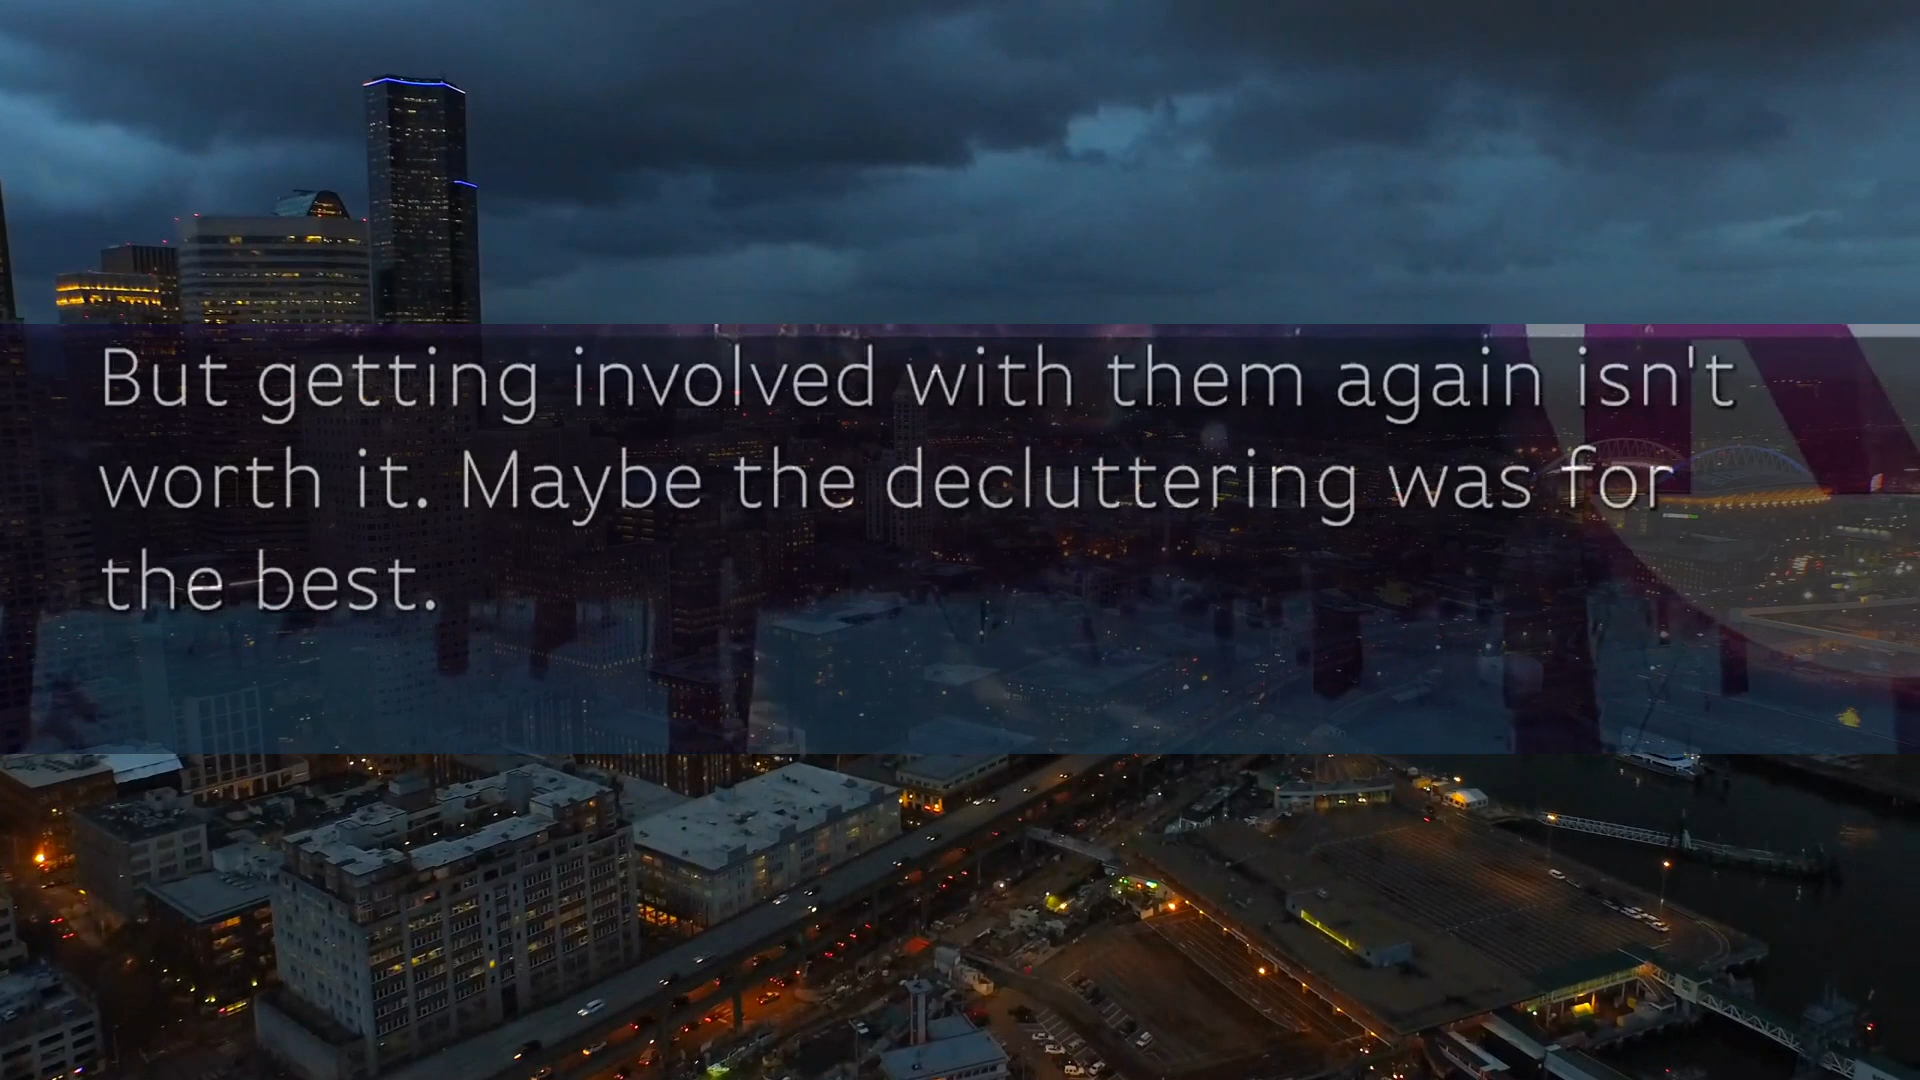 But getting involved with them again isn't
worth it. Maybe the decluttering was for
the best.